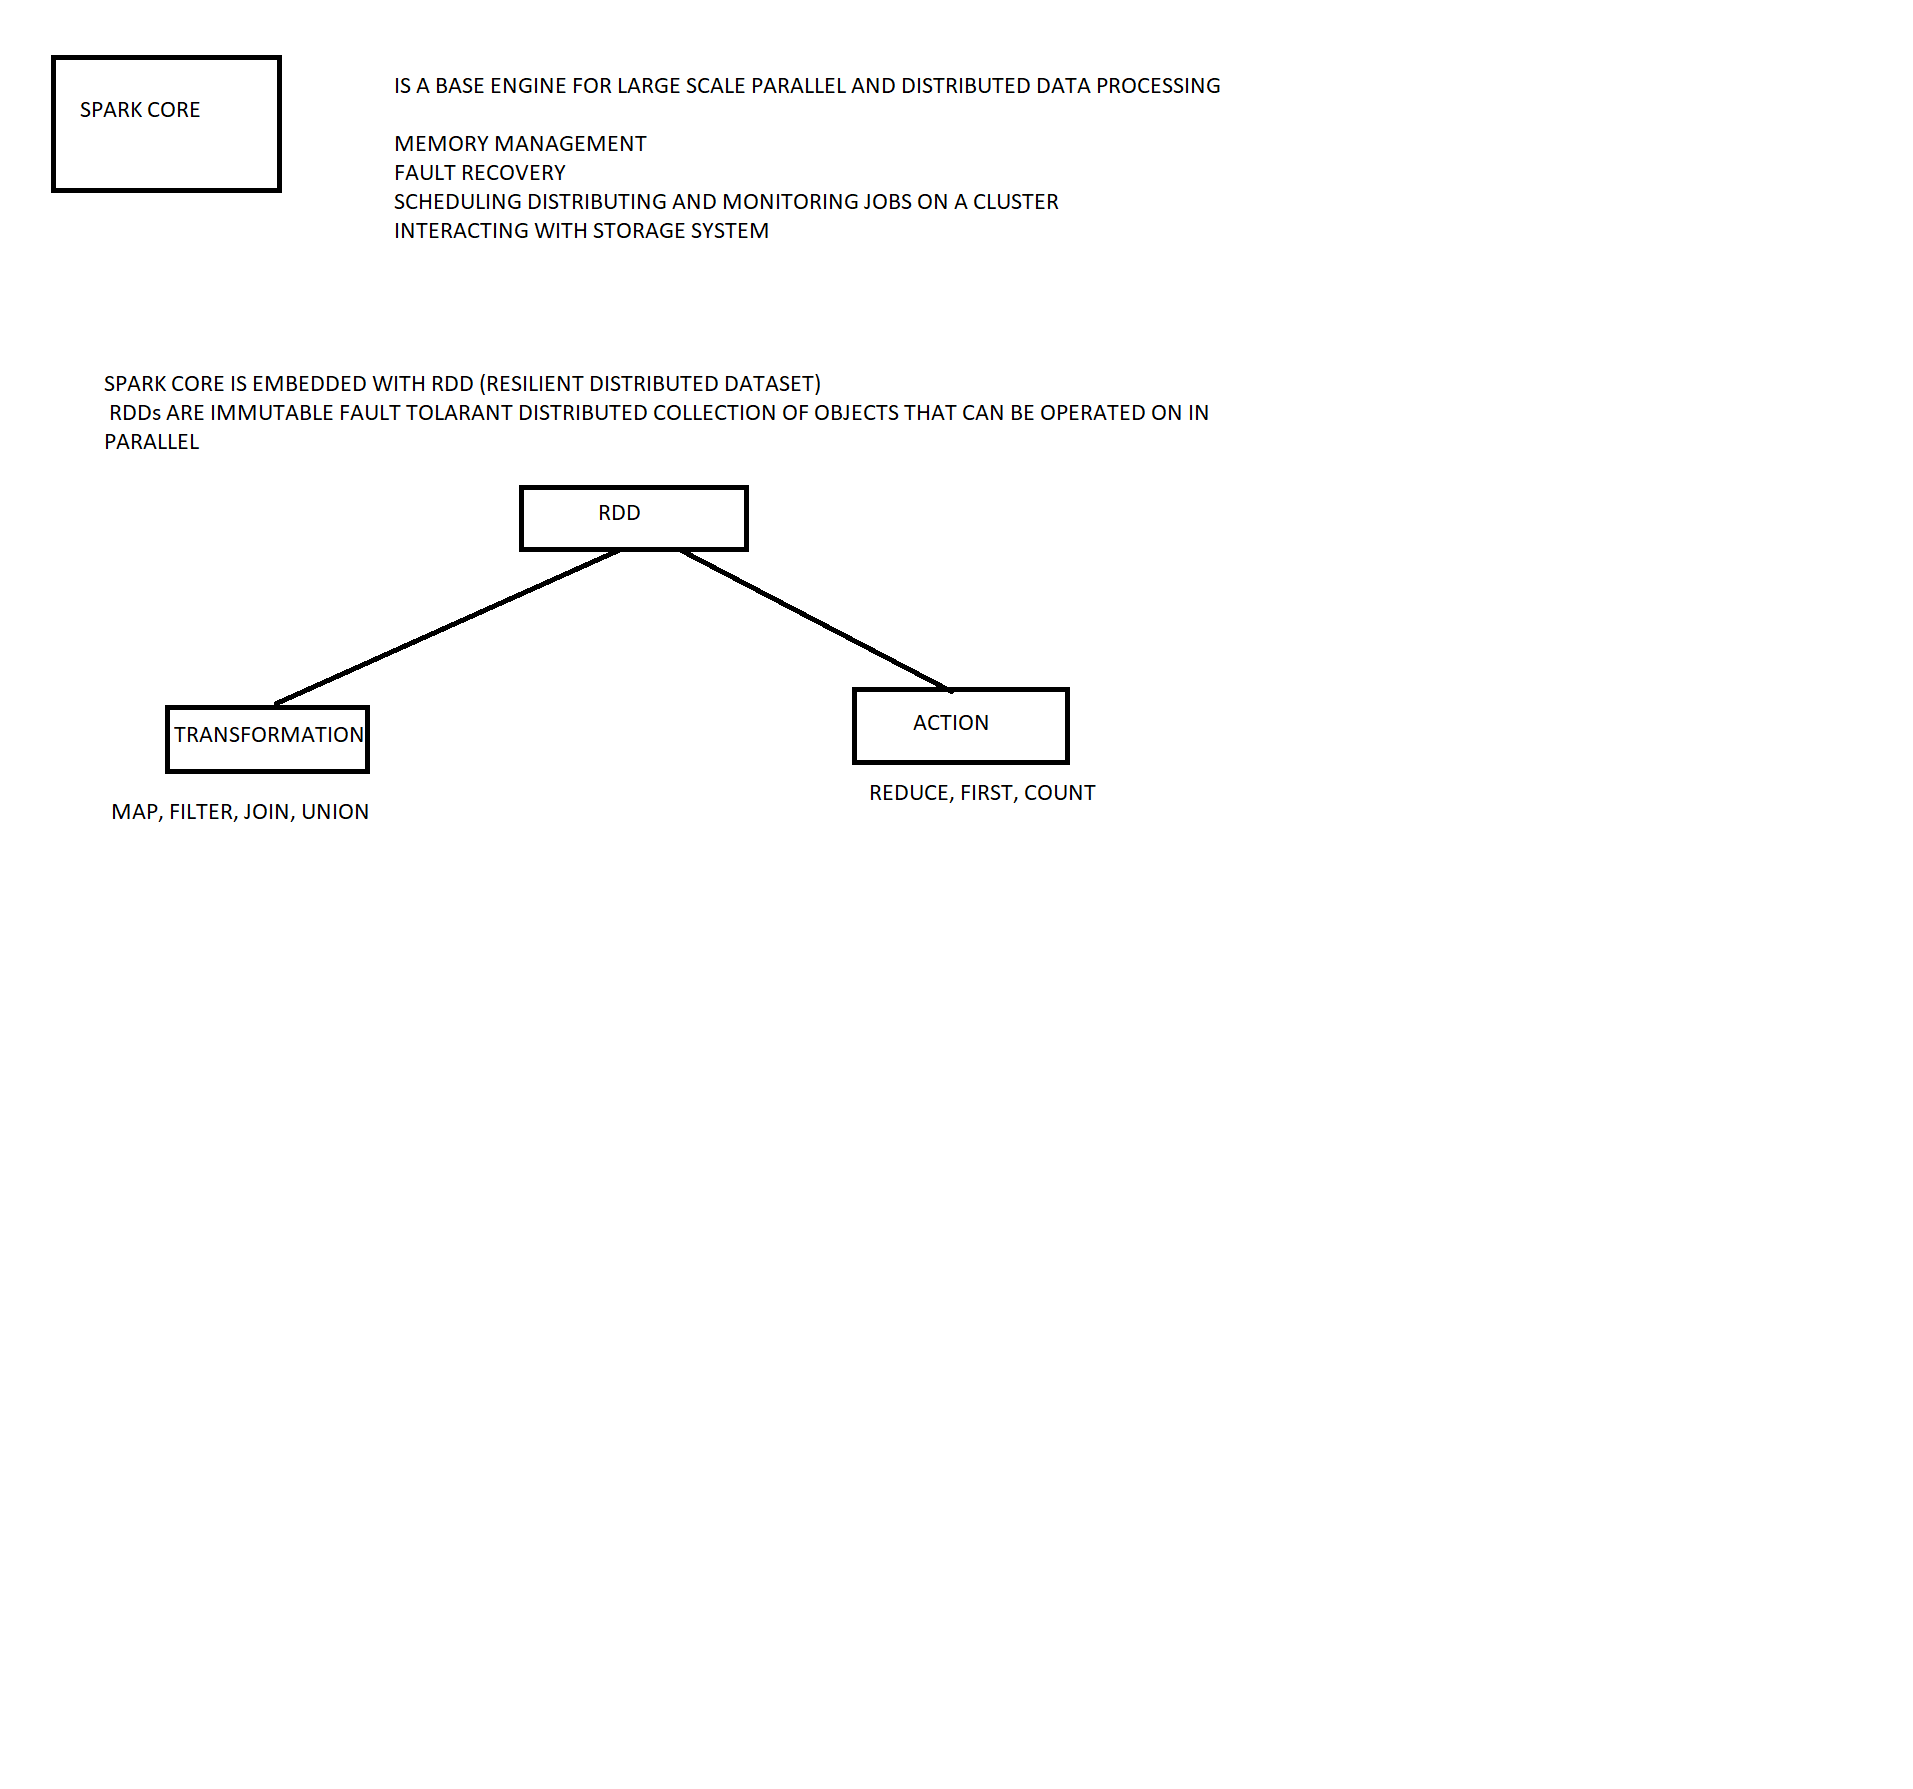 SPARK CORE
IS A BASE ENGINE FOR LARGE SCALE PARALLEL AND DISTRIBUTED DATA PROCESSING
MEMORY MANAGEMENT
FAULT RECOVERY
SCHEDULING DISTRIBUTING AND MONITORING JOBS ON A CLUSTER
INTERACTING WITH STORAGE SYSTEM
SPARK CORE IS EMBEDDED WITH RDD (RESILIENT DISTRIBUTED DATASET)
RDDs ARE IMMUTABLE FAULT TOLARANT DISTRIBUTED COLLECTION OF OBJECTS THAT CAN BE OPERATED ON IN
PARALLEL
RDD
TRANSFORMATION
MAP, FILTER, JOIN, UNION
ACTION
REDUCE, FIRST, COUNT